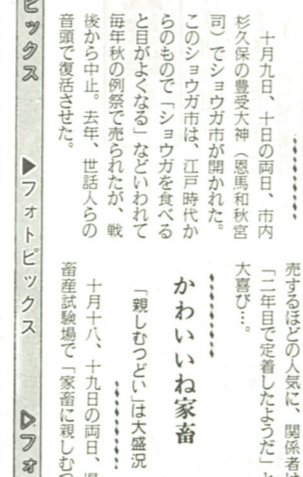 十月九日、十日の両日、市内
杉久保の豊受大神（恩馬和秋宮
司）でショウガ市が開かれた。
このショウガ市は、江戸時代か
らのもので「ショウガを食べる
と目がよくなる」などいわれて
毎年秋の例祭で売られたが、戦
後から中止。去年、世話人らの
音頭で復活させた。
売するほどの人気に、関係者は
「二年目で定着したようだ」と
大喜び…。
かわいいね家畜
「親しむつどい」は大盛況
十月十八、十九の両日、県
畜産試験場で「家畜に親しむつ
ピックス ▶フォトピックス ▷フォ